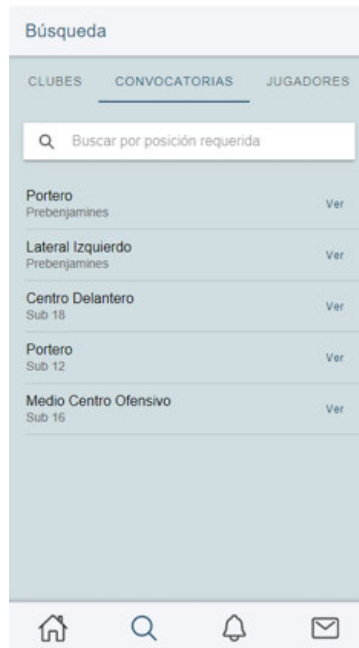 Búsqueda
CLUBES CONVOCATORIAS JUGADORES
Buscar por posición requerida
Portero
Prebenjamines
Ver
Lateral Izquierdo
Prebenjamines
Ver
Centro Delantero
Sub 18
Ver
Portero
Sub 12
Ver
Medio Centro Ofensivo
Sub 16
Ver